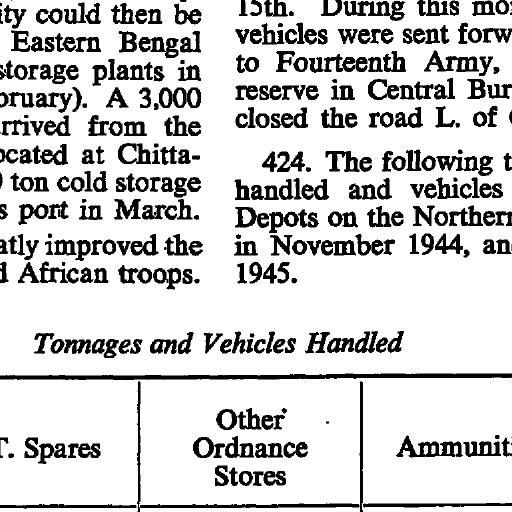 ity could then be
Eastern Bengal
storage plants in
oruary). A 3,000
rrived from the
ocated at Chitta-
ton cold storage
s port in March.
atly improved the
d African troops.
15th. During this mo
vehicles were sent forw
to Fourteenth Army,
reserve in Central Bur
closed the road L. of
424. The following t
handled and vehicles
Depots on the Northern
in November 1944, an
1945.
Tonnages and Vehicles Handled
T. Spares
Other
Ordnance
Stores
Ammuniti